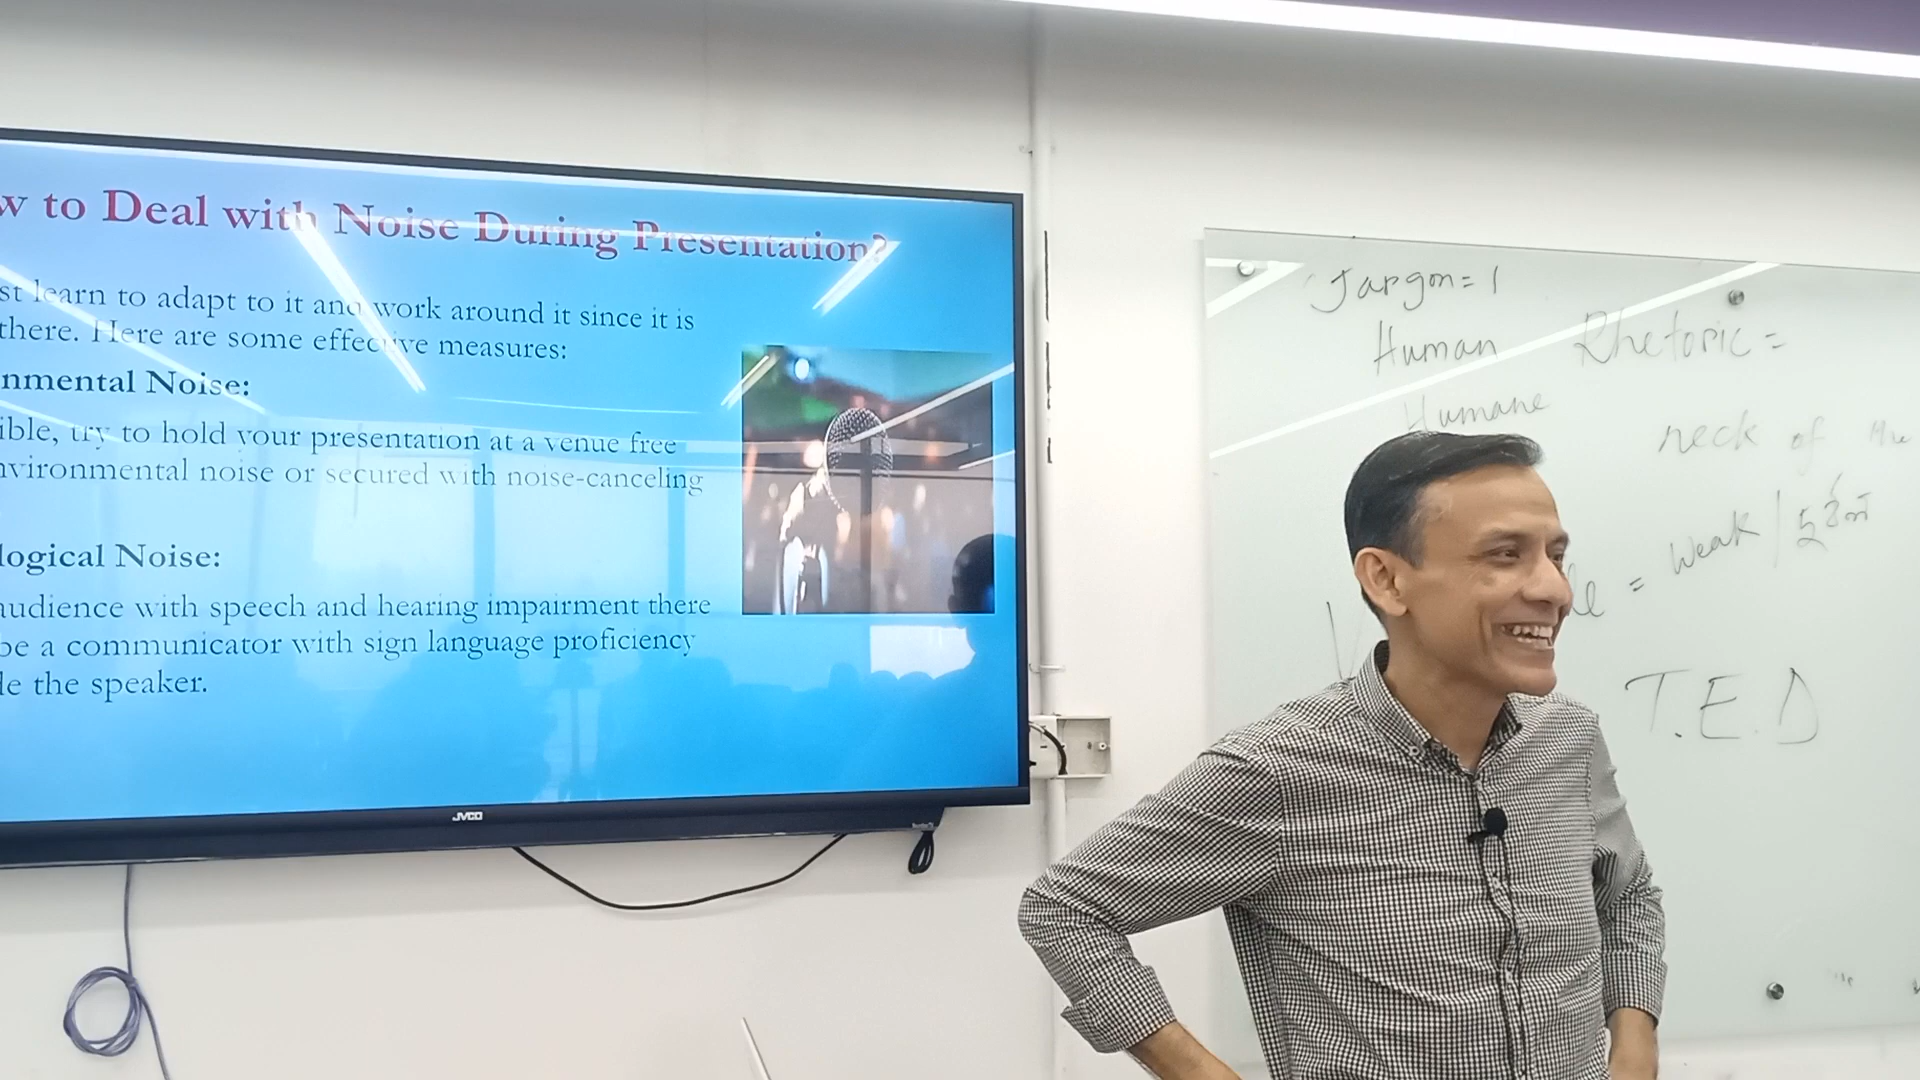 w to Deal with Noise During Presentation?
st learn to adapt to it and work around it since it is
there. Here are some effective measures:
nmental Noise:
ible, try to hold your presentation at a venue free
nvironmental noise or secured with noise-canceling
logical Noise:
audience with speech and hearing impairment there
be a communicator with sign language proficiency
le the speaker.
JVCO
Jargon = 1
Human Rhetoric =
Humane
neck of the
= weak /
T.E.D